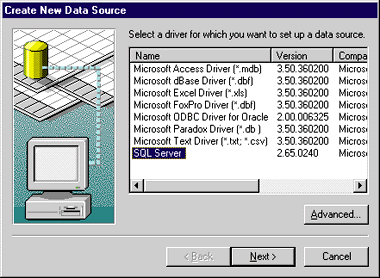 Create New Data Source
Select a driver for which you want to set up a data source.
Name Version Compa
Microsoft Access Driver (*.mdb) 3.50.360200 Microso
Microsoft dBase Driver (*.dbf) 3.50.360200 Microso
Microsoft Excel Driver (*.xls) 3.50.360200 Microso
Microsoft FoxPro Driver (*.dbf) 3.50.360200 Microso
Microsoft ODBC Driver for Oracle 2.00.006325 Microso
Microsoft Paradox Driver (*.db ) 3.50.360200 Microso
Microsoft Text Driver (*.txt; *.csv) 3.50.360200 Microso
SQL Server 2.65.0240 Microso
Advanced...
< Back Next > Cancel